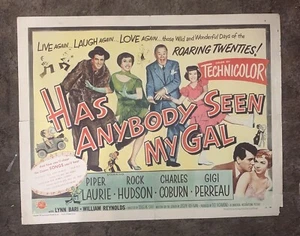 LIVE AGAIN... LAUGH AGAIN... LOVE AGAIN... those Wild and Wonderful Days of the
ROARING TWENTIES!
TECHNICOLOR
HAS
ANYBODY SEEN
MY GAL
PIPER LAURIE
ROCK HUDSON
CHARLES COBURN
GIGI PERREAU
with LYNN BARI • WILLIAM REYNOLDS